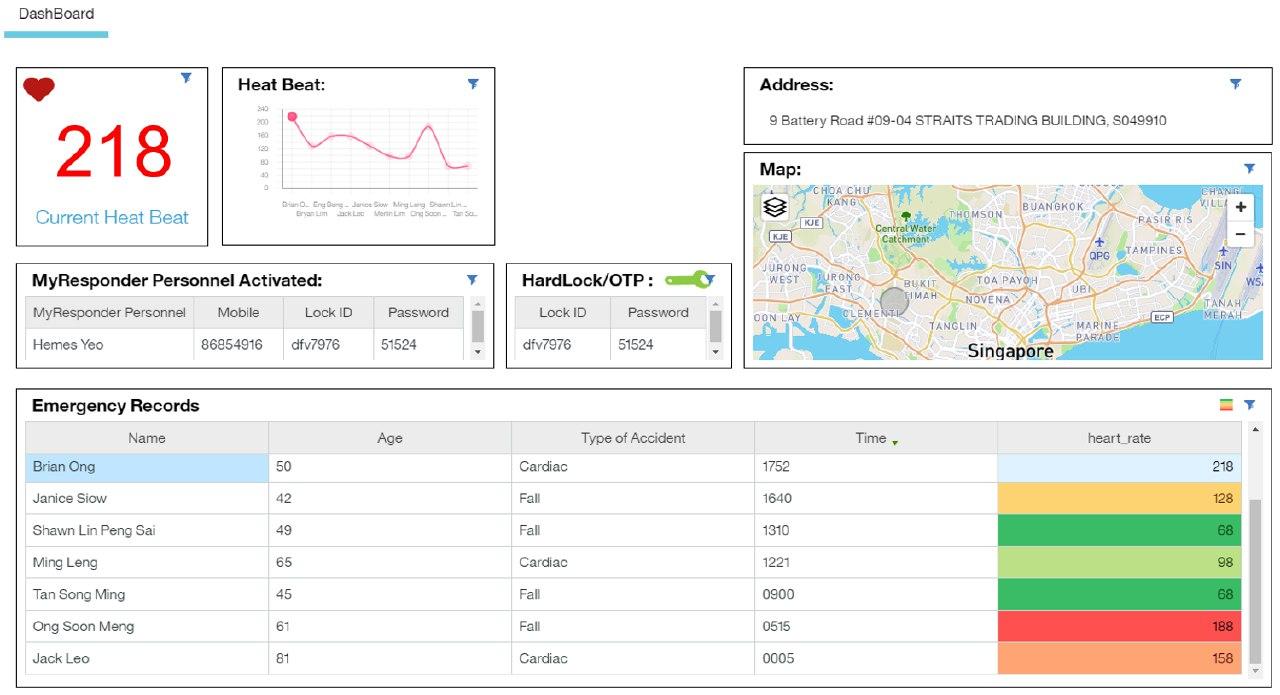 DashBoard
218
Current Heat Beat
Heat Beat:
240
200
160
120
80
40
0
Brian O... Eng Beng ... Janice Siow Ming Leng Shawn Lin ...
Bryan Lim Jack Leo Merlin Lim Ong Soon ... Tan So...
Address:
9 Battery Road #09-04 STRAITS TRADING BUILDING, S049910
Map:
CHOA CHU
KANG
KJE
KJE
Central Water
Catchment
THOMSON
BUANGKOK
CHANGI
VILLA
PASIR RIS
+
−
QPG
TAMPINES
SIN
WS
JURONG
WEST
JURONG
EAST
BUKIT
TIMAH
TOA PAYOH
NOVENA
UBI
TANAH
MERAH
OON LAY
CLEMENTI
TANGLIN
MARINE
PARADE
ECP
Singapore
MyResponder Personnel Activated:
MyResponder Personnel Mobile Lock ID Password
Hemes Yeo 86854916 dfv7976 51524
HardLock/OTP :
Lock ID Password
dfv7976 51524
Emergency Records
Name Age Type of Accident Time heart_rate
Brian Ong 50 Cardiac 1752 218
Janice Siow 42 Fall 1640 128
Shawn Lin Peng Sai 49 Fall 1310 68
Ming Leng 65 Cardiac 1221 98
Tan Song Ming 45 Fall 0900 68
Ong Soon Meng 61 Fall 0515 188
Jack Leo 81 Cardiac 0005 158